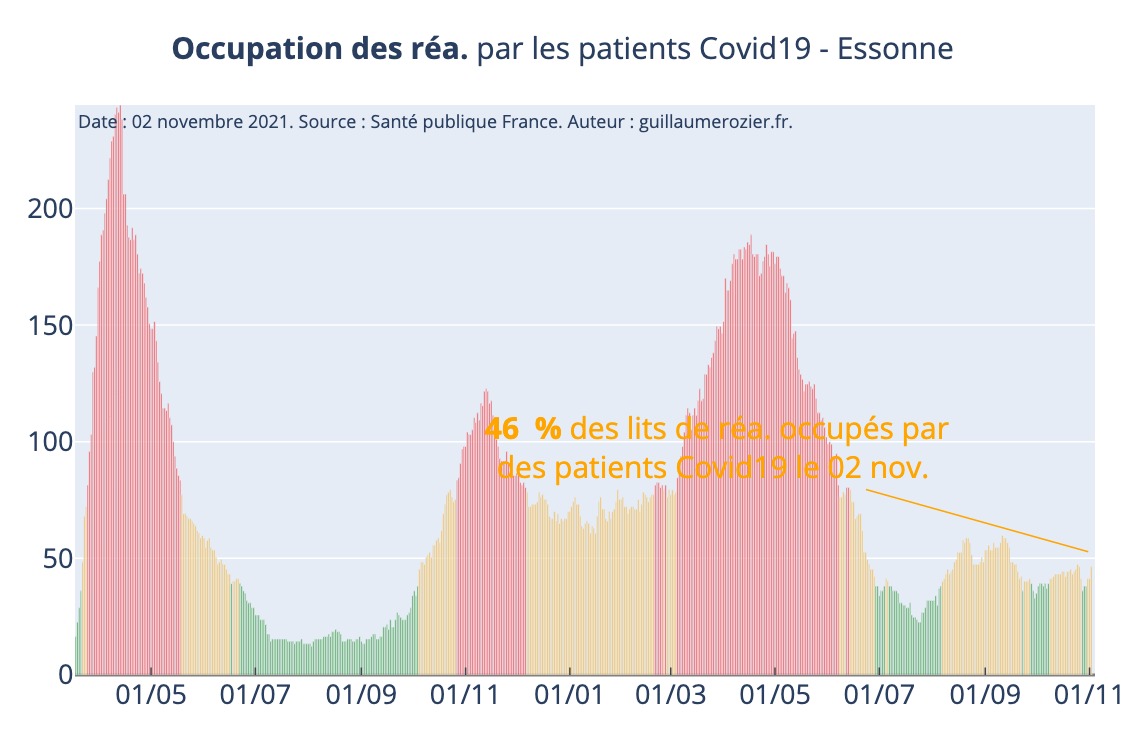 Occupation des réa. par les patients Covid19 - Essonne
Date : 02 novembre 2021. Source : Santé publique France. Auteur : guillaumerozier.fr.
200
150
100
46 % des lits de réa. occupés par
des patients Covid19 le 02 nov.
50
0
01/05 01/07 01/09 01/11 01/01 01/03 01/05 01/07 01/09 01/11